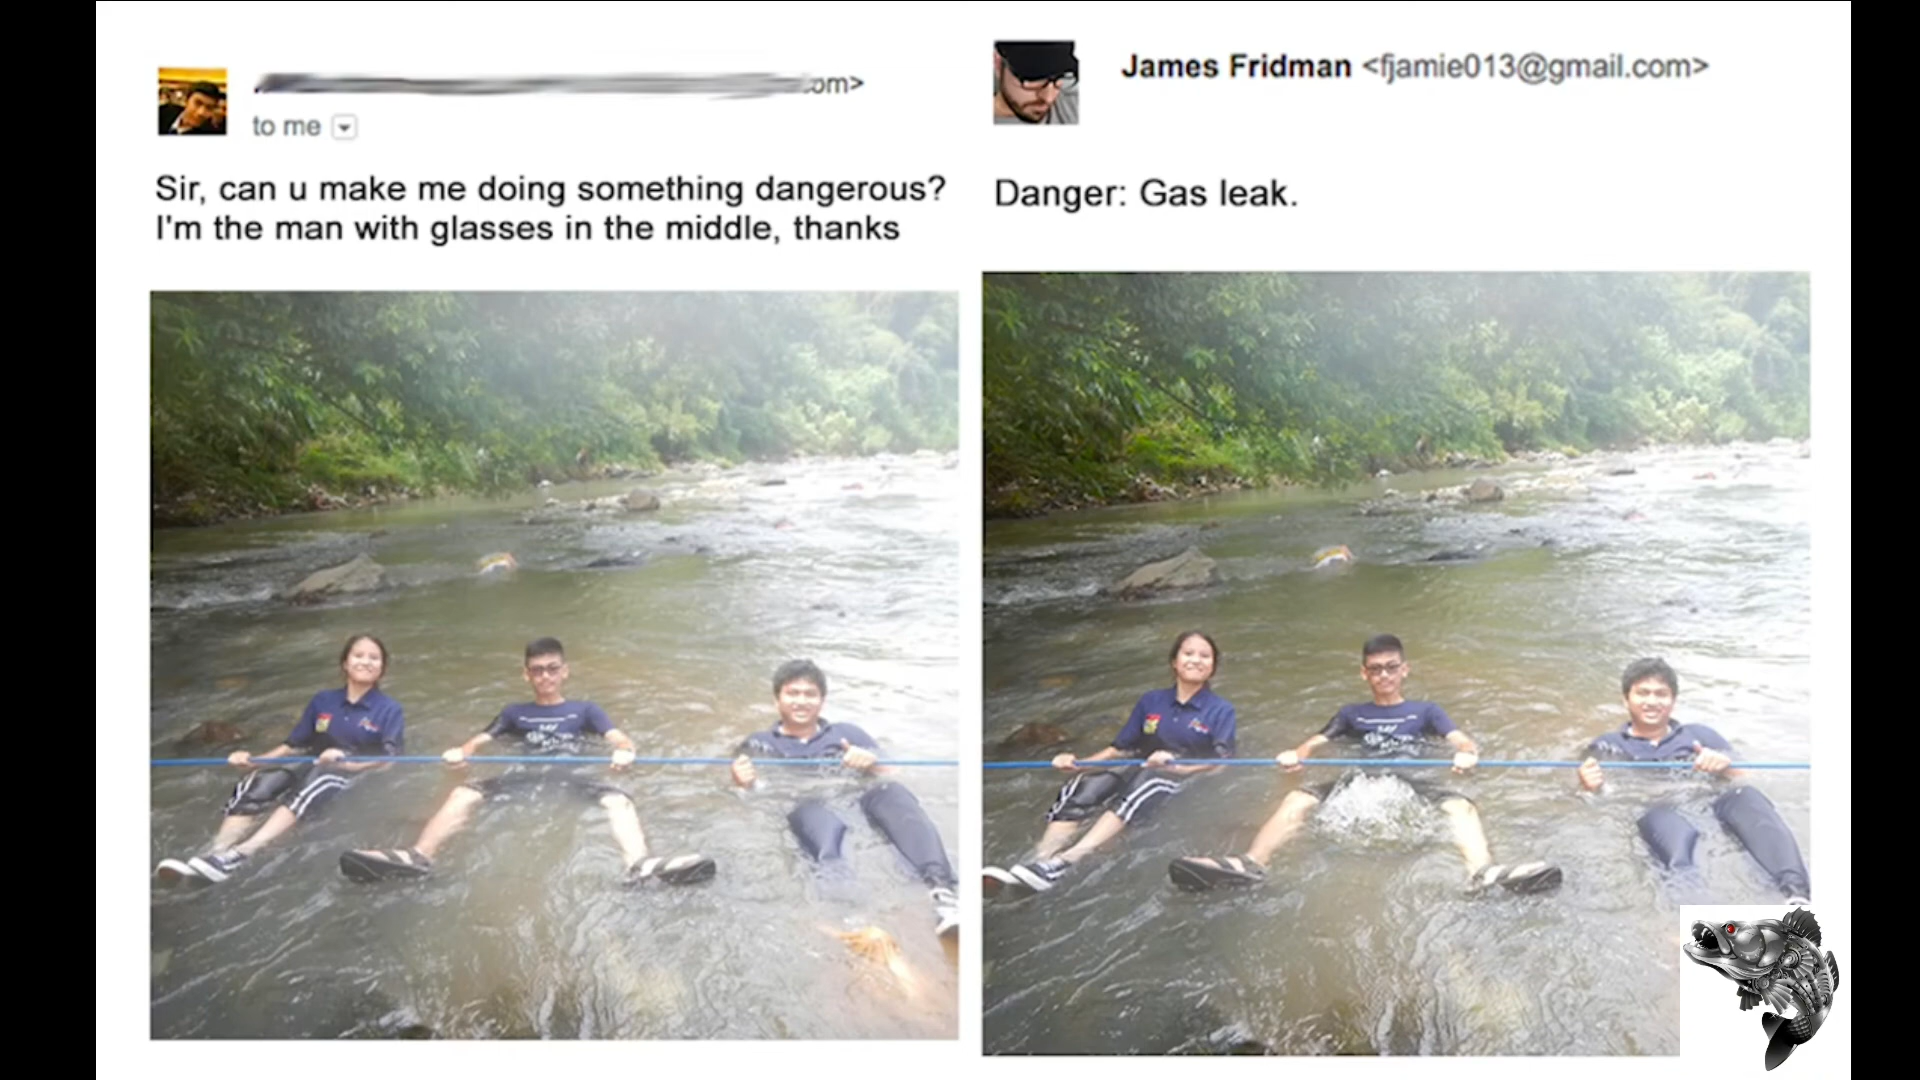 om>
to me
Sir, can u make me doing something dangerous?
I'm the man with glasses in the middle, thanks
James Fridman <fjamie013@gmail.com>
Danger: Gas leak.